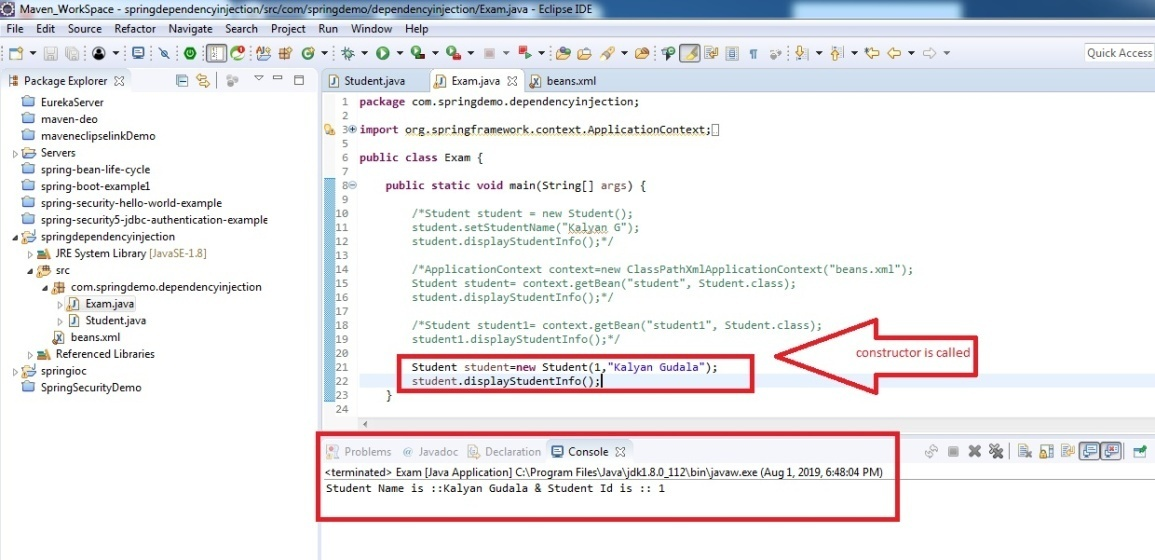 Maven_WorkSpace - springdependencyinjection/src/com/springdemo/dependencyinjection/Exam.java - Eclipse IDE
File Edit Source Refactor Navigate Search Project Run Window Help
Quick Access
Package Explorer
EurekaServer
maven-deo
maveneclipselinkDemo
Servers
spring-bean-life-cycle
spring-boot-example1
spring-security-hello-world-example
spring-security5-jdbc-authentication-example
springdependencyinjection
JRE System Library [JavaSE-1.8]
src
com.springdemo.dependencyinjection
Exam.java
Student.java
beans.xml
Referenced Libraries
springioc
SpringSecurityDemo
Student.java Exam.java beans.xml
1 package com.springdemo.dependencyinjection;
2
3 import org.springframework.context.ApplicationContext;
5
6 public class Exam {
7
8 public static void main(String[] args) {
9
10 /*Student student = new Student();
11 student.setStudentName("Kalyan G");
12 student.displayStudentInfo();*/
13
14 /*ApplicationContext context=new ClassPathXmlApplicationContext("beans.xml");
15 Student student= context.getBean("student", Student.class);
16 student.displayStudentInfo();*/
17
18 /*Student student1= context.getBean("student1", Student.class);
19 student1.displayStudentInfo();*/
20
21 Student student=new Student(1,"Kalyan Gudala");
22 student.displayStudentInfo();
23 }
24
constructor is called
Problems @ Javadoc Declaration Console
<terminated> Exam [Java Application] C:\Program Files\Java\jdk1.8.0_112\bin\javaw.exe (Aug 1, 2019, 6:48:04 PM)
Student Name is ::Kalyan Gudala & Student Id is :: 1